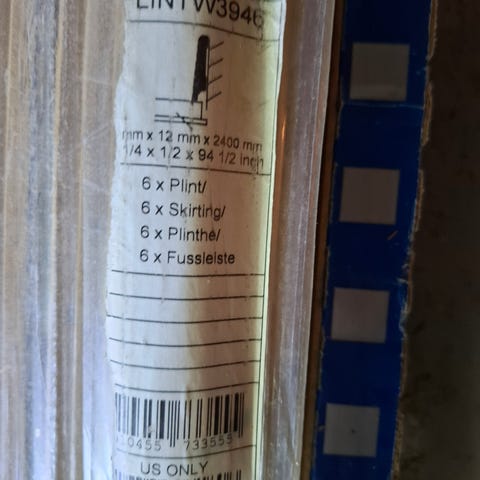 LINTW3946
mm x 12 mm x 2400 mm
1/4 x 1/2 x 94 1/2 inch
6 x Plint/
6 x Skirting/
6 x Plinthe/
6 x Fussleiste
10455 733555
US ONLY